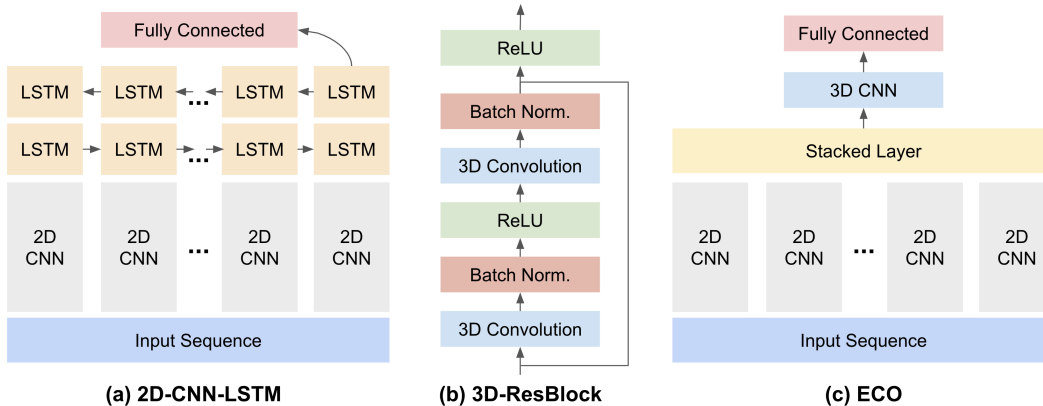 Fully Connected
LSTM LSTM ... LSTM LSTM
LSTM LSTM ... LSTM LSTM
2D CNN 2D CNN ... 2D CNN 2D CNN
Input Sequence
(a) 2D-CNN-LSTM
ReLU
Batch Norm.
3D Convolution
ReLU
Batch Norm.
3D Convolution
(b) 3D-ResBlock
Fully Connected
3D CNN
Stacked Layer
2D CNN 2D CNN ... 2D CNN 2D CNN
Input Sequence
(c) ECO